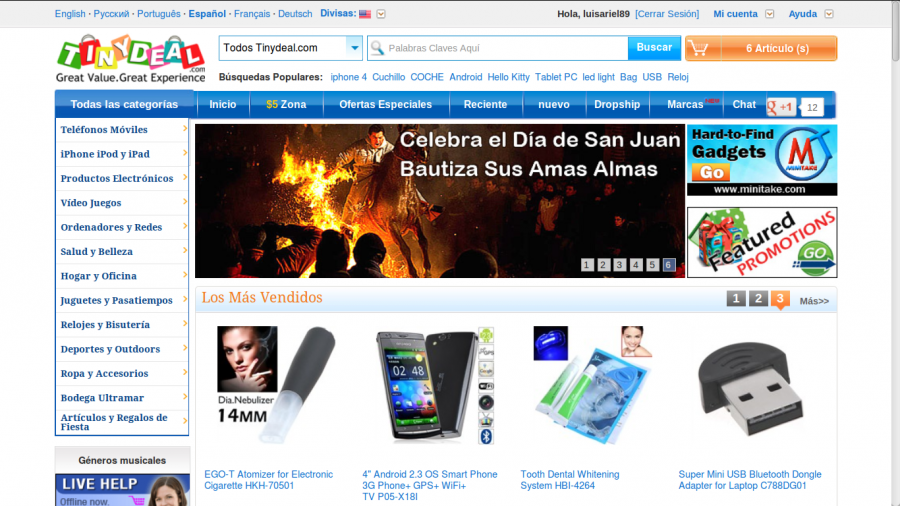 English · Русский · Português · Español · Français · Deutsch Divisas:
Hola, luisariel89 [Cerrar Sesión] Mi cuenta Ayuda
TINYDEAL.com
Great Value.Great Experience
Todos Tinydeal.com
Palabras Claves Aqui
Buscar
6 Artículo (s)
Búsquedas Populares: iphone 4 Cuchillo COCHE Android Hello Kitty Tablet PC led light Bag USB Reloj
Todas las categorías
Inicio
$5 Zona
Ofertas Especiales
Reciente
nuevo
Dropship
Marcas
Chat
g +1
12
Teléfonos Móviles
iPhone iPod y iPad
Productos Electrónicos
Vídeo Juegos
Ordenadores y Redes
Salud y Belleza
Hogar y Oficina
Juguetes y Pasatiempos
Relojes y Bisutería
Deportes y Outdoors
Ropa y Accesorios
Bodega Ultramar
Artículos y Regalos de
Fiesta
Géneros musicales
LIVE HELP
Offline now.
Celebra el Día de San Juan
Bautiza Sus Amas Almas
1 2 3 4 5 6
Hard-to-Find
Gadgets
Go
M
MINITAKE
www.minitake.com
Featured
PROMOTIONS
GO
Los Más Vendidos
1 2 3
Más>>
Dia.Nebulizer
14MM
02 48
EGO-T Atomizer for Electronic
Cigarette HKH-70501
4" Android 2.3 OS Smart Phone
3G Phone+ GPS+ WiFi+
TV P05-X18I
Tooth Dental Whitening
System HBI-4264
Super Mini USB Bluetooth Dongle
Adapter for Laptop C788DG01